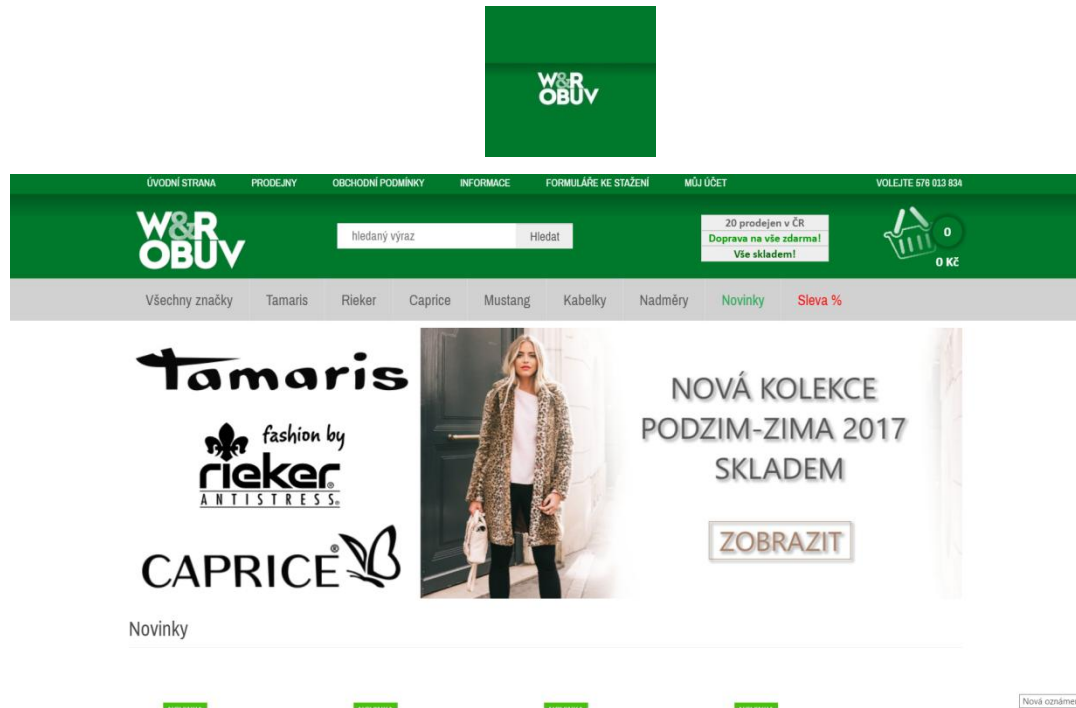 W&R
OBUV
ÚVODNÍ STRANA PRODEJNY OBCHODNÍ PODMÍNKY INFORMACE FORMULÁŘE KE STAŽENÍ MŮJ ÚČET VOLEJTE 576 013 834
W&R
OBUV
hledaný výraz Hledat
20 prodejen v ČR
Doprava na vše zdarma!
Vše skladem!
0
0 Kč
Všechny značky Tamaris Rieker Caprice Mustang Kabelky Nadměry Novinky Sleva %
Tamaris
fashion by
rieker®
ANTISTRESS®
CAPRICE®
NOVÁ KOLEKCE
PODZIM-ZIMA 2017
SKLADEM
ZOBRAZIT
Novinky
Nová